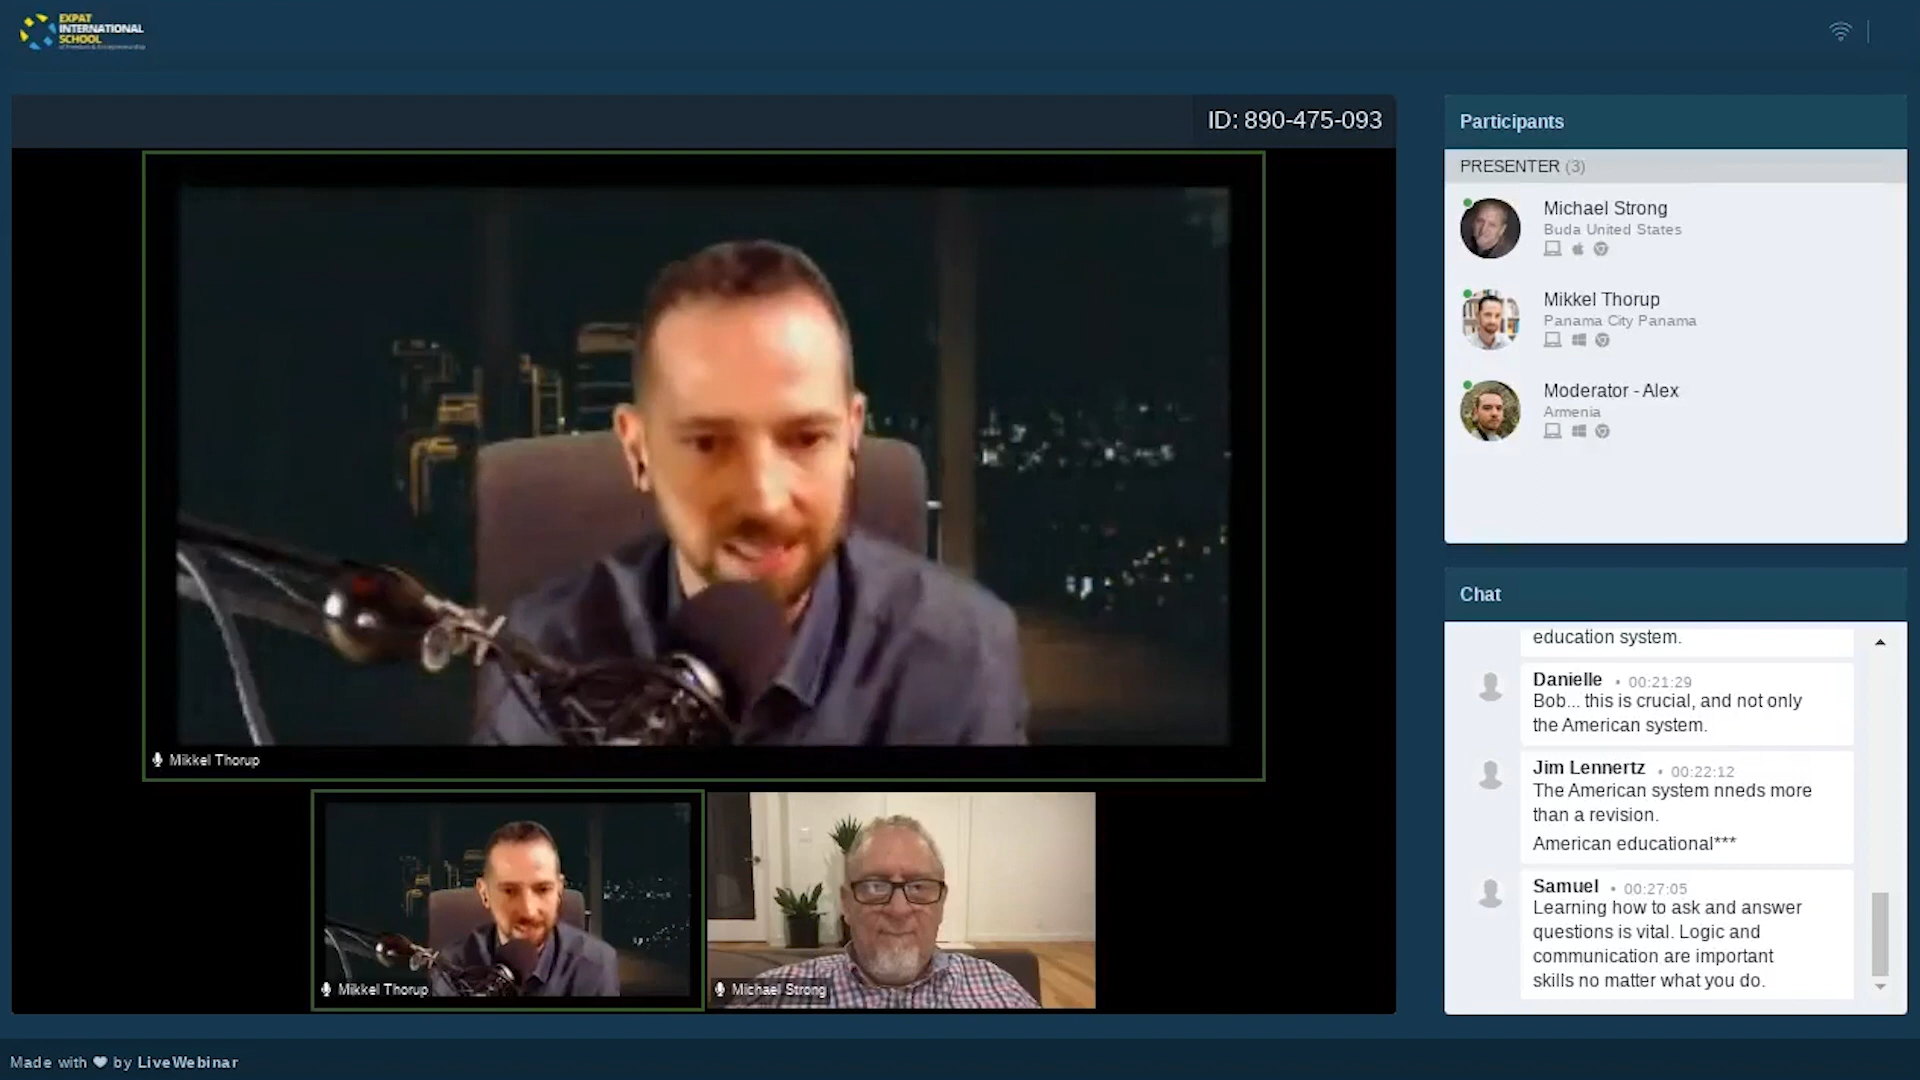 EXPAT
INTERNATIONAL
SCHOOL
of Freedom & Entrepreneurship
ID: 890-475-093
Mikkel Thorup
Mikkel Thorup
Michael Strong
Participants
PRESENTER (3)
Michael Strong
Buda United States
Mikkel Thorup
Panama City Panama
Moderator - Alex
Armenia
Chat
education system.
Danielle • 00:21:29
Bob... this is crucial, and not only
the American system.
Jim Lennertz • 00:22:12
The American system nneds more
than a revision.
American educational***
Samuel • 00:27:05
Learning how to ask and answer
questions is vital. Logic and
communication are important
skills no matter what you do.
Made with ❤ by LiveWebinar